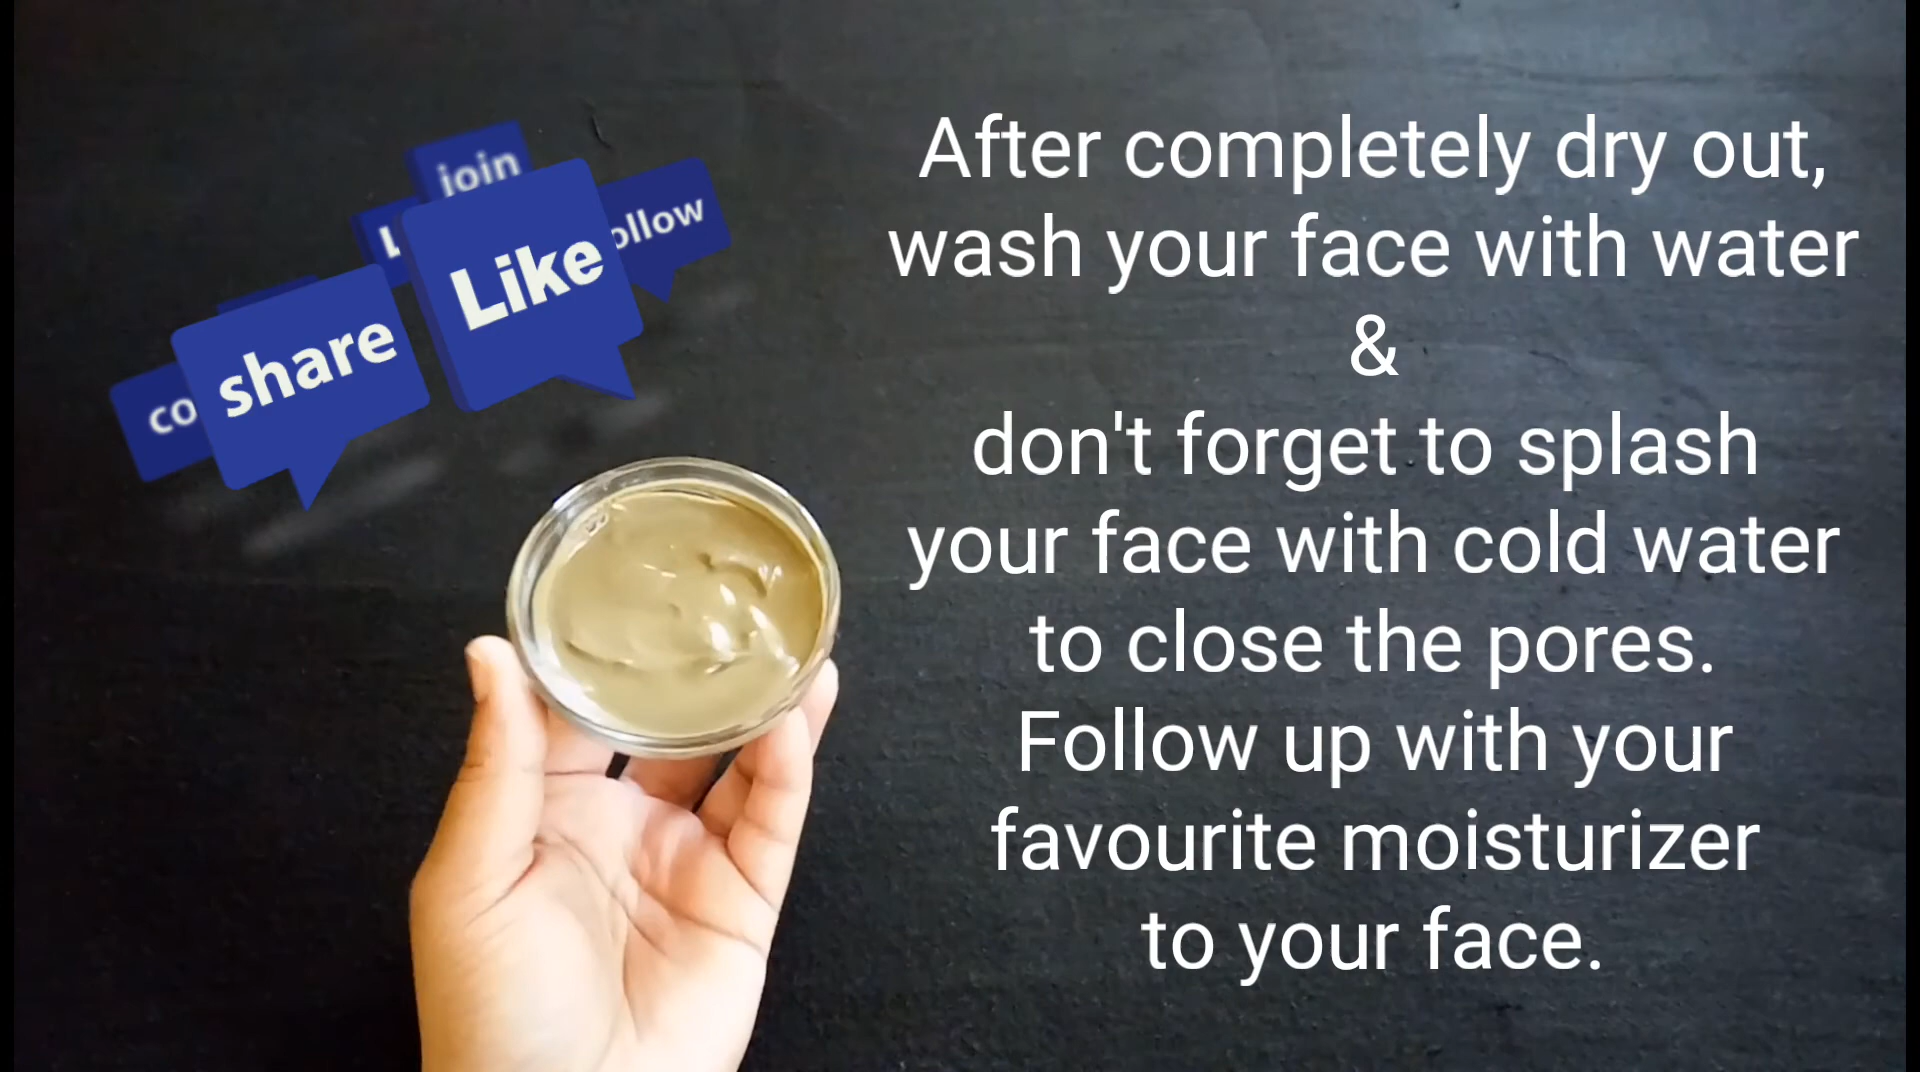 join
Like
share
After completely dry out,
wash your face with water
&
don't forget to splash
your face with cold water
to close the pores.
Follow up with your
favourite moisturizer
to your face.